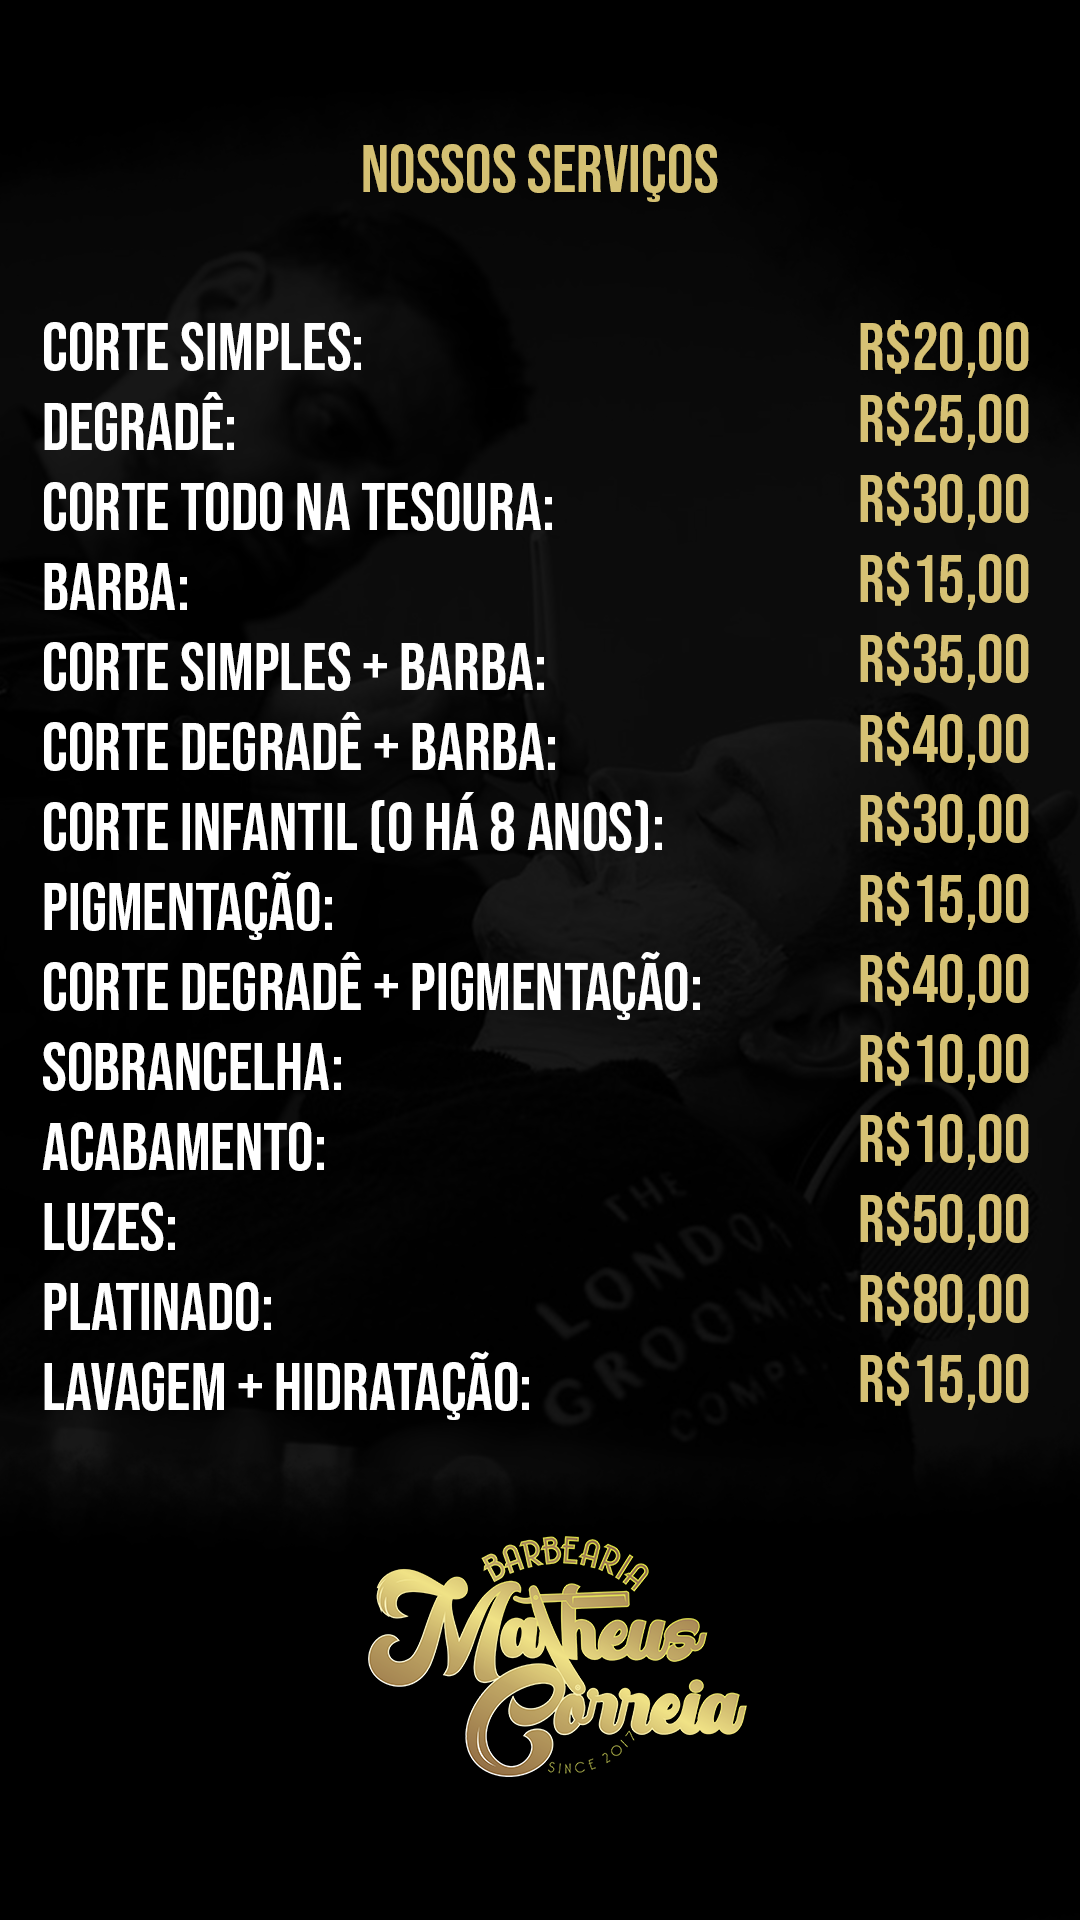 NOSSOS SERVIÇOS
CORTE SIMPLES: R$20,00
DEGRADÊ: R$25,00
CORTE TODO NA TESOURA: R$30,00
BARBA: R$15,00
CORTE SIMPLES + BARBA: R$35,00
CORTE DEGRADÊ + BARBA: R$40,00
CORTE INFANTIL (0 HÁ 8 ANOS): R$30,00
PIGMENTAÇÃO: R$15,00
CORTE DEGRADÊ + PIGMENTAÇÃO: R$40,00
SOBRANCELHA: R$10,00
ACABAMENTO: R$10,00
LUZES: R$50,00
PLATINADO: R$80,00
LAVAGEM + HIDRATAÇÃO: R$15,00
THE
LONDON
GROOMING
BARBEARIA
Matheus
Correia
SINCE 2017